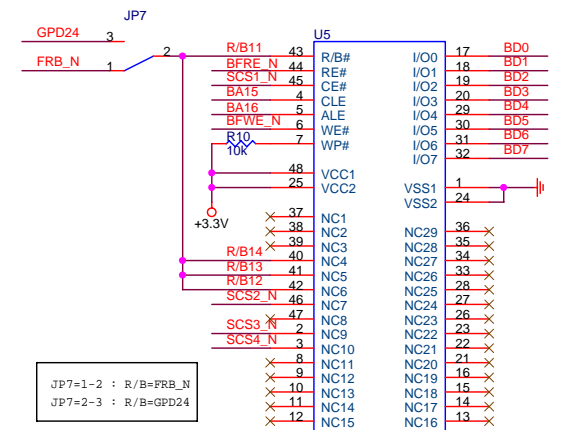 JP7
U5
GPD24 3
2
FRB_N 1
R/B11 43 R/B# I/O0 17 BD0
BFRE_N 44 RE# I/O1 18 BD1
SCS1_N 45 CE# I/O2 19 BD2
BA15 4 CLE I/O3 20 BD3
BA16 5 ALE I/O4 29 BD4
BFWE_N 6 WE# I/O5 30 BD5
R10 7 WP# I/O6 31 BD6
10k I/O7 32 BD7
48 VCC1 VSS1 1
25 VCC2 VSS2 24
+3.3V
37 NC1
38 NC2 NC29 36
39 NC3 NC28 35
R/B14 40 NC4 NC27 34
R/B13 41 NC5 NC26 33
R/B12 42 NC6 NC25 28
SCS2_N 46 NC7 NC24 27
47 NC8 NC23 26
SCS3_N 2 NC9 NC22 23
SCS4_N 3 NC10 NC21 22
8 NC11 NC20 21
9 NC12 NC19 16
10 NC13 NC18 15
11 NC14 NC17 14
12 NC15 NC16 13
JP7=1-2 : R/B=FRB_N
JP7=2-3 : R/B=GPD24